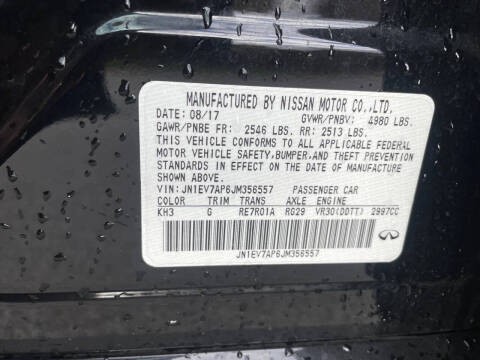 MANUFACTURED BY NISSAN MOTOR CO.,LTD.
DATE: 08/17 GVWR/PNBV: 4980 LBS.
GAWR/PNBE FR: 2546 LBS. RR: 2513 LBS.
THIS VEHICLE CONFORMS TO ALL APPLICABLE FEDERAL
MOTOR VEHICLE SAFETY,BUMPER,AND THEFT PREVENTION
STANDARDS IN EFFECT ON THE DATE OF MANUFACTURE
SHOWN ABOVE.
VIN:JN1EV7AP6JM356557 PASSENGER CAR
COLOR TRIM TRANS AXLE ENGINE
KH3 G RE7R01A RG29 VR30(DDTT) 2997CC
JN1EV7AP6JM356557